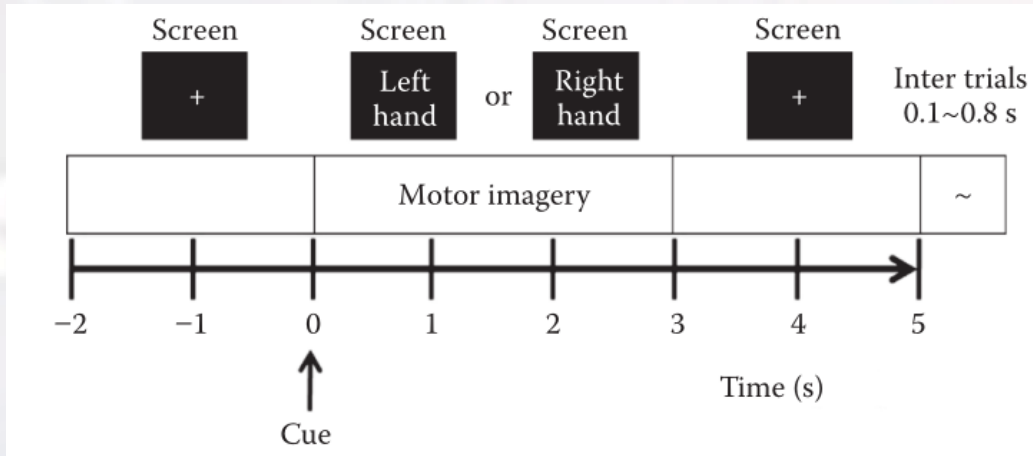 Screen
Screen
Screen
Screen
+
Left
hand
or
Right
hand
+
Inter trials
0.1~0.8 s
Motor imagery
~
−2
−1
0
1
2
3
4
5
Time (s)
Cue